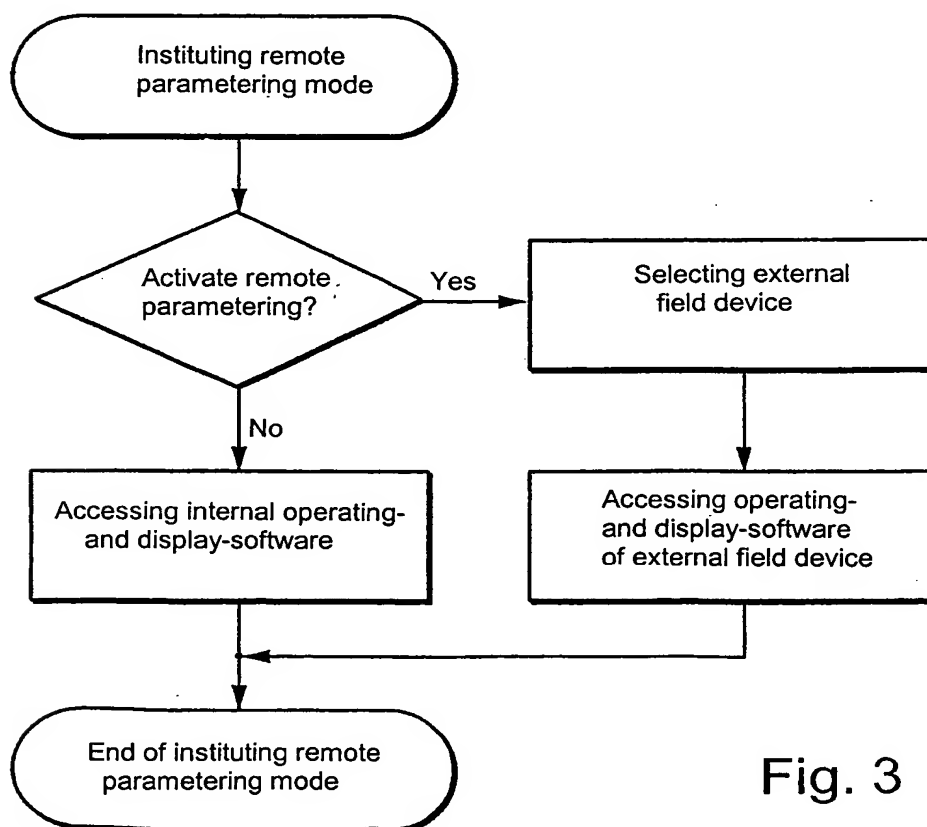 Instituting remote
parametering mode
Activate remote
parametering?
Yes
Selecting external
field device
No
Accessing internal operating-
and display-software
Accessing operating-
and display-software
of external field device
End of instituting remote
parametering mode
Fig. 3